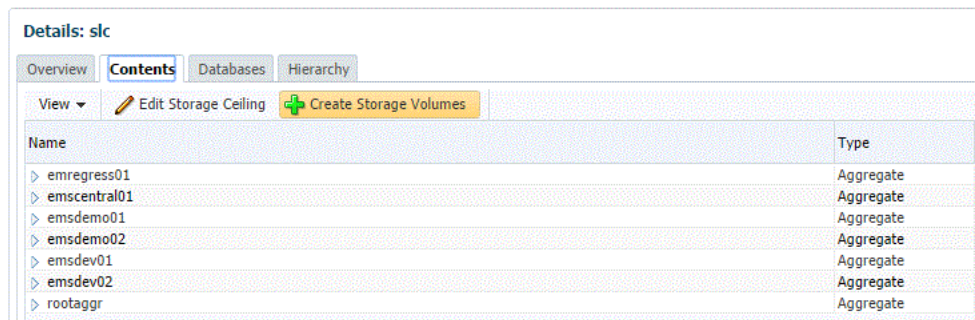 Details: slc
Overview Contents Databases Hierarchy
View Edit Storage Ceiling Create Storage Volumes
Name Type
emregress01 Aggregate
emscentral01 Aggregate
emsdemo01 Aggregate
emsdemo02 Aggregate
emsdev01 Aggregate
emsdev02 Aggregate
rootaggr Aggregate